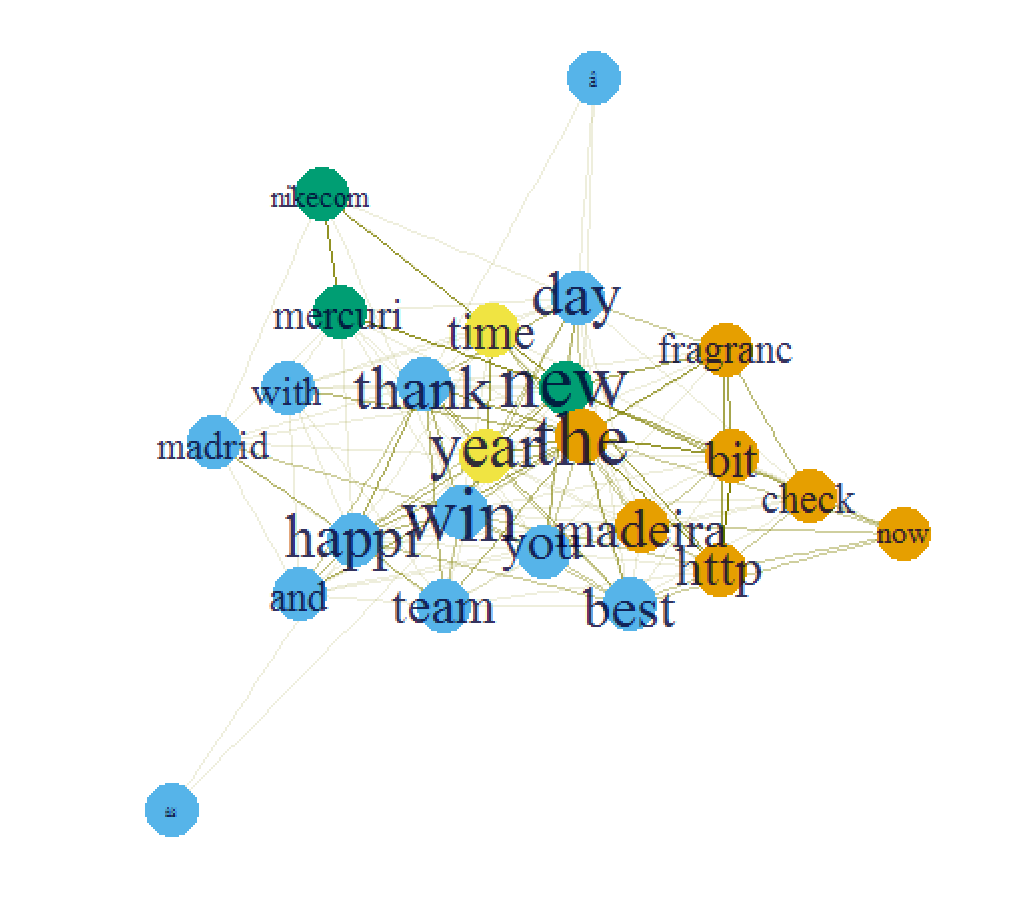 nikecom
day
mercuri
time
fragranc
thank
new
with
the
madrid
year
bit
check
win
madeira
now
happi
you
http
and
team
best